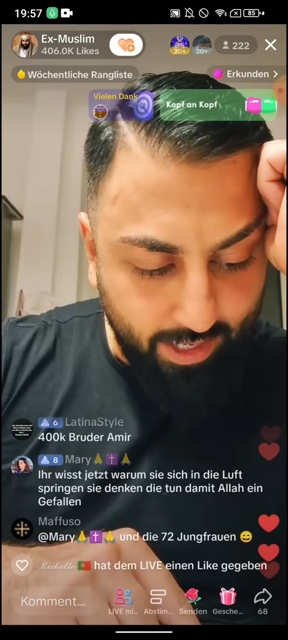 19:57
85
Ex-Muslim
406.0K Likes
20+
20+
222
Wöchentliche Rangliste
Erkunden
Vielen Dank
Kopf an Kopf
6 LatinaStyle
400k Bruder Amir
8 Mary🙏✝️🙏
Ihr wisst jetzt warum sie sich in die Luft
springen sie denken die tun damit Allah ein
Gefallen
Maffuso
@Mary🙏✝️🙏 und die 72 Jungfrauen 😄
Michelle 🇵🇹 hat dem LIVE einen Like gegeben
Komment...
LIVE mi...
Abstim...
Senden
Gesche...
68